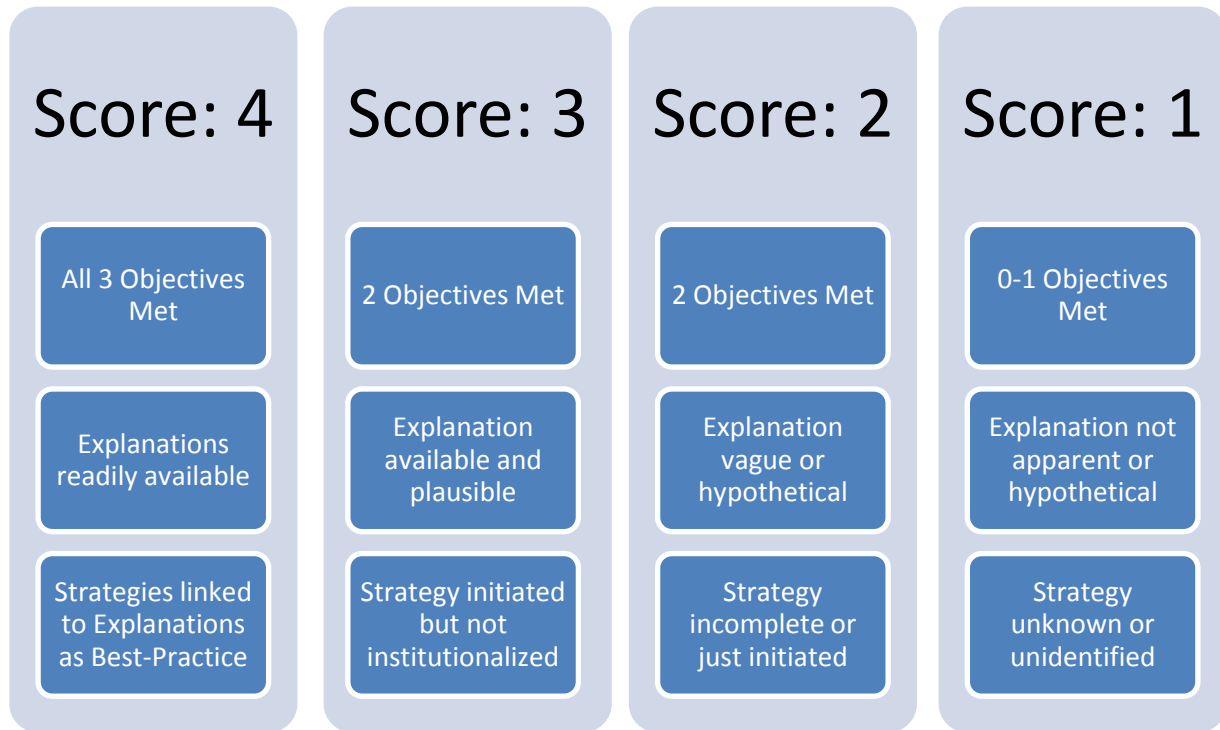 Score: 4
All 3 Objectives
Met
Explanations
readily available
Strategies linked
to Explanations
as Best-Practice
Score: 3
2 Objectives Met
Explanation
available and
plausible
Strategy initiated
but not
institutionalized
Score: 2
2 Objectives Met
Explanation
vague or
hypothetical
Strategy
incomplete or
just initiated
Score: 1
0-1 Objectives
Met
Explanation not
apparent or
hypothetical
Strategy
unknown or
unidentified